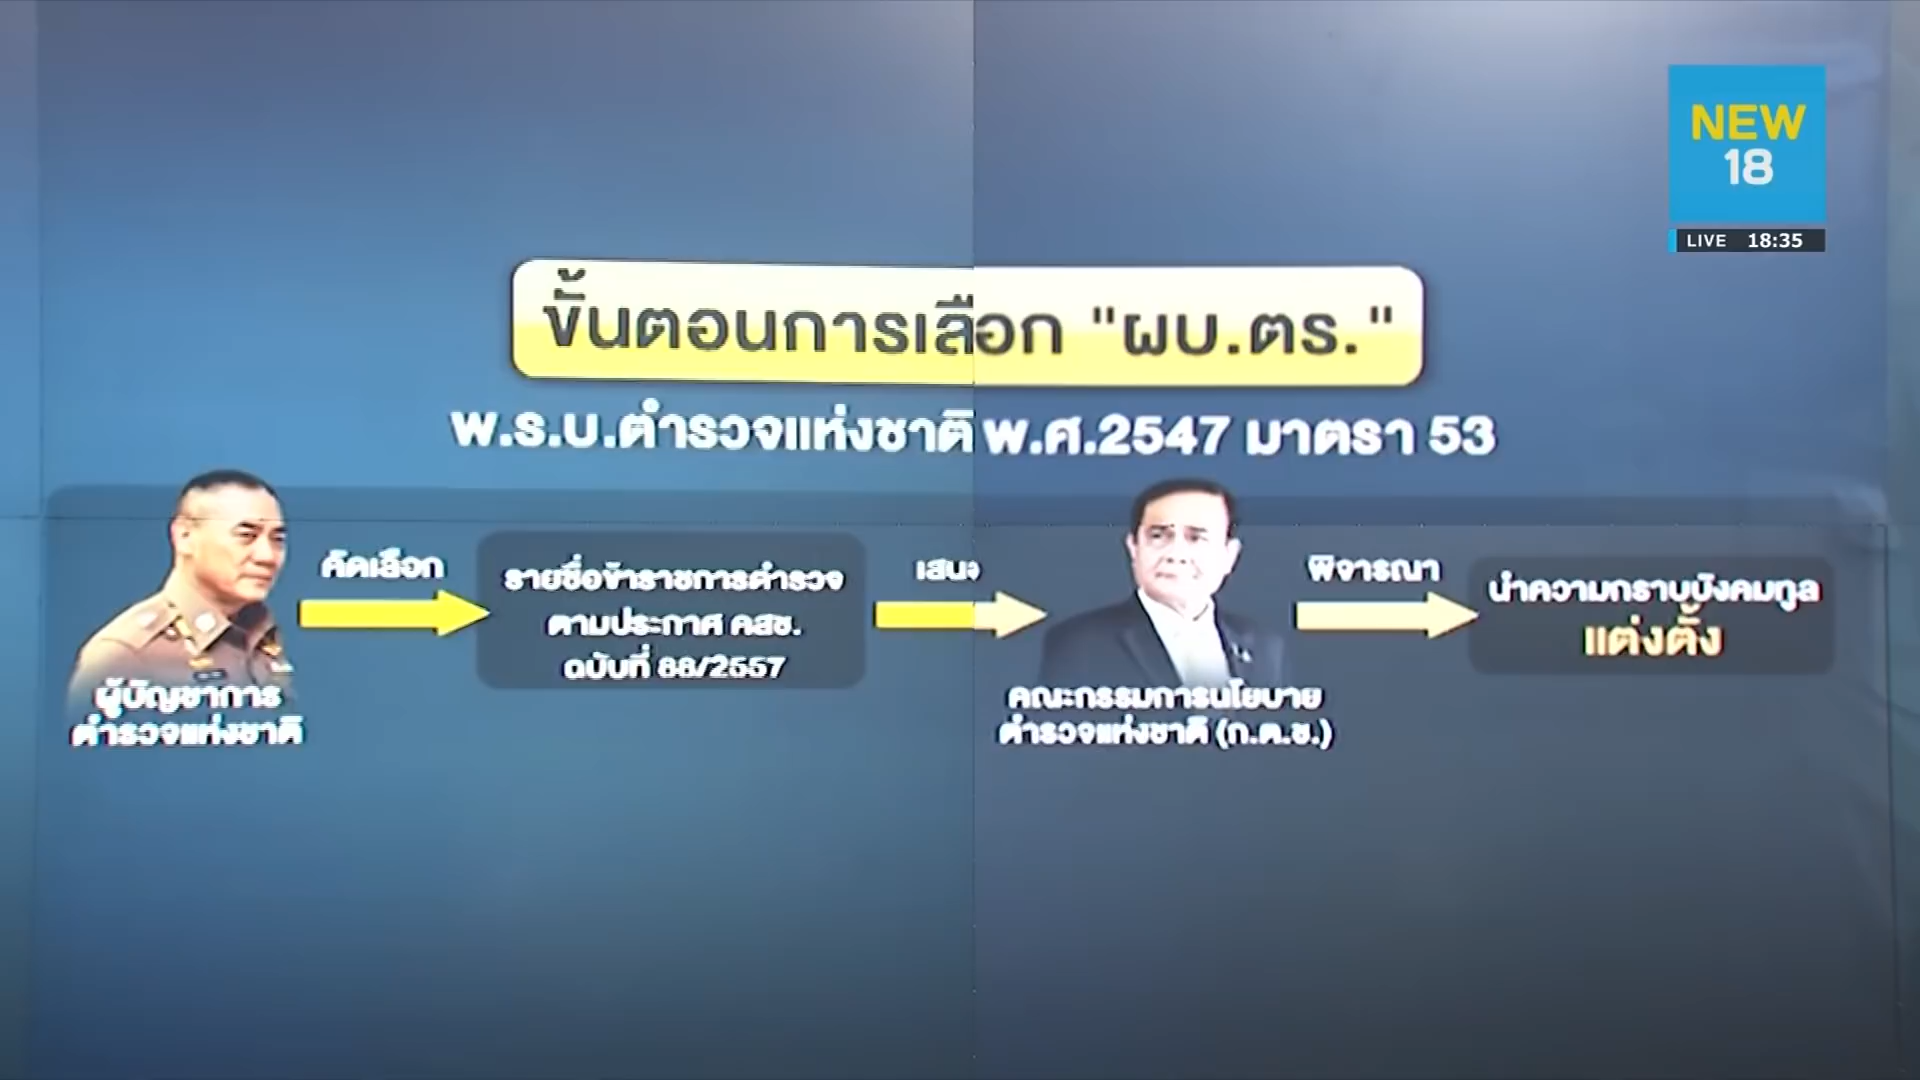 NEW
18
LIVE 18:35
ขั้นตอนการเลือก "ผบ.ตร."
พ.ร.บ.ตำรวจแห่งชาติ พ.ศ.2547 มาตรา 53
คัดเลือก
รายชื่อข้าราชการตำรวจ
ตามประกาศ คสช.
ฉบับที่ 88/2557
เสนอ
พิจารณา
นำความกราบบังคมทูล
แต่งตั้ง
ผู้บัญชาการ
ตำรวจแห่งชาติ
คณะกรรมการนโยบาย
ตำรวจแห่งชาติ (ก.ต.ช.)